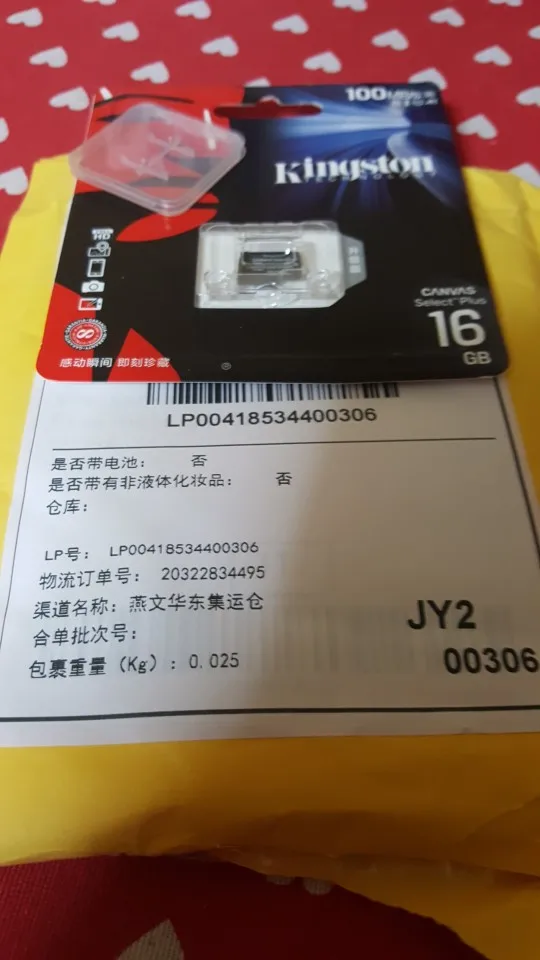 100
Kingston
HD
CANVAS
Select Plus
16
GB
感动瞬间 即刻珍藏
LP00418534400306
是否带电池： 否
是否带有非液体化妆品： 否
仓库：
LP号： LP00418534400306
物流订单号： 20322834495
渠道名称：燕文华东集运仓
合单批次号：
包裹重量（Kg）：0.025
JY2
00306